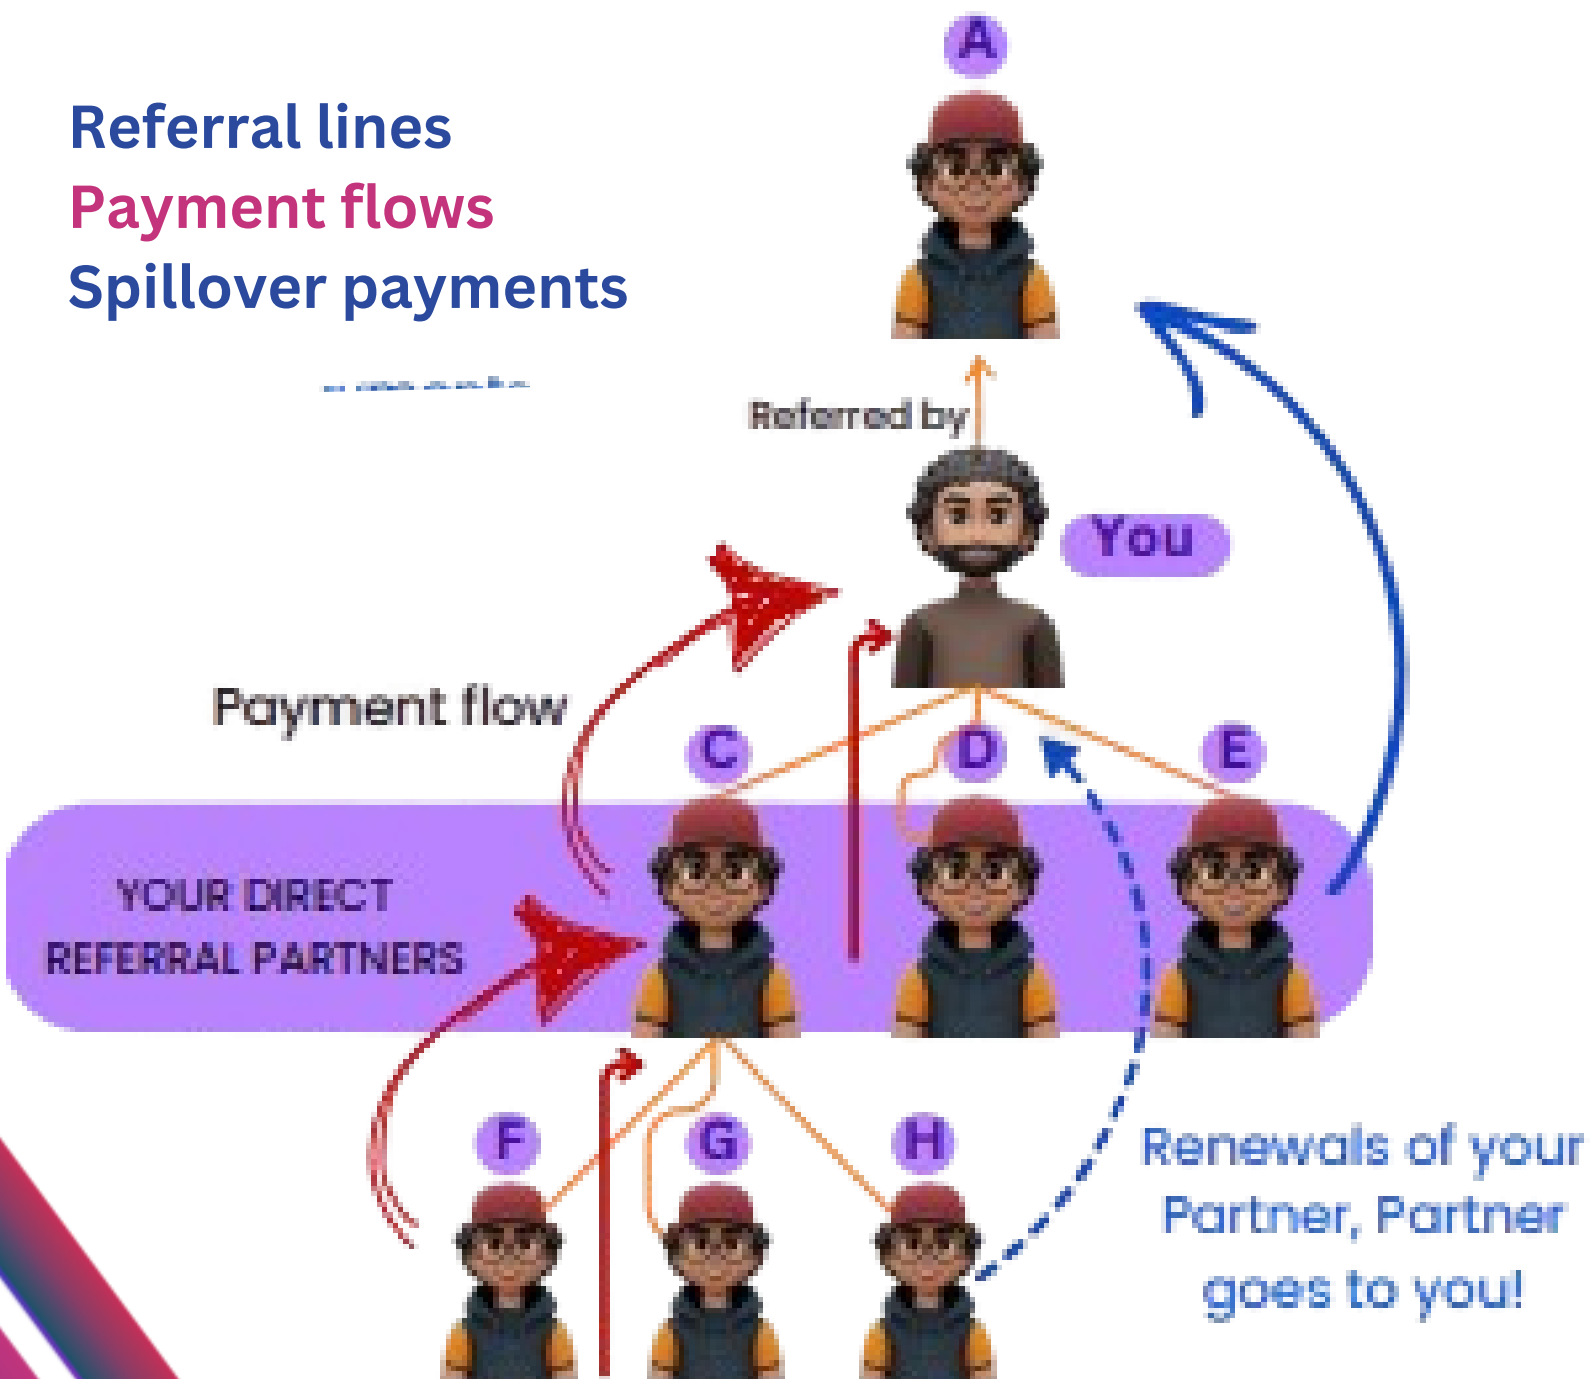 A
Referral lines
Payment flows
Spillover payments
Referred by
You
Payment flow
C
D
E
YOUR DIRECT
REFERRAL PARTNERS
F
G
H
Renewals of your
Partner, Partner
goes to you!